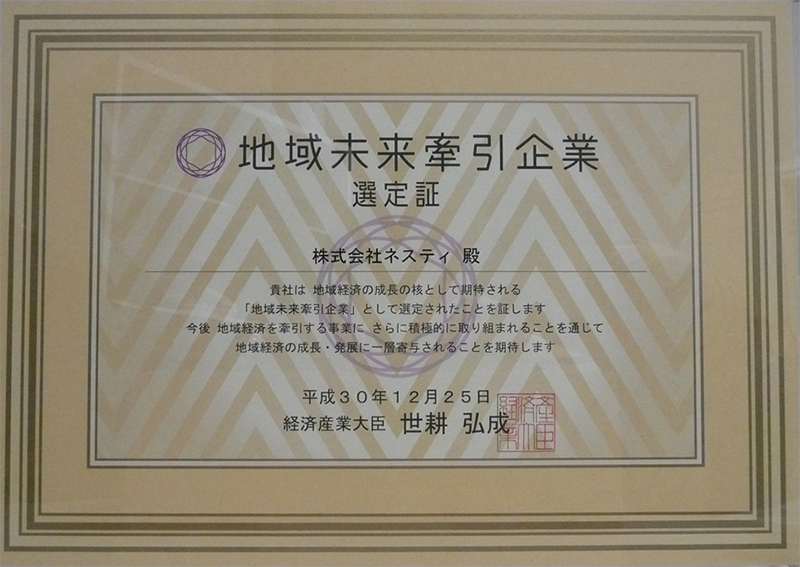 地域未来牽引企業
選定証
株式会社ネスティ 殿
貴社は 地域経済の成長の核として期待される
「地域未来牽引企業」として選定されたことを証します
今後 地域経済を牽引する事業に さらに積極的に取り組まれることを通じて
地域経済の成長・発展に一層寄与されることを期待します
平成30年12月25日
経済産業大臣 世耕 弘成